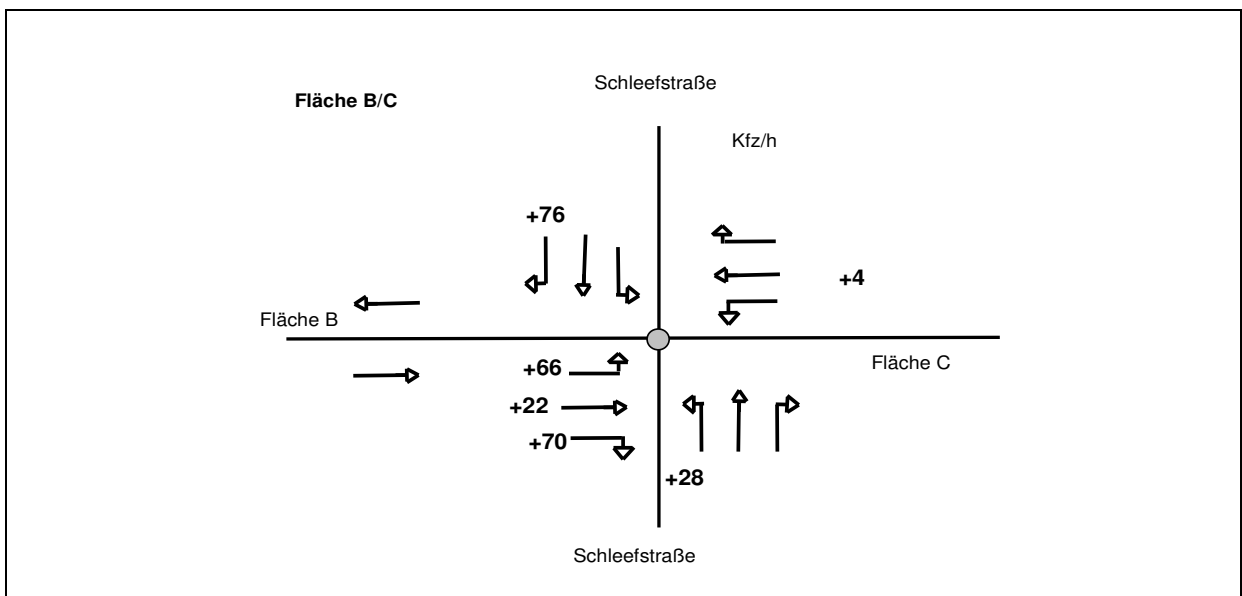 Schleefstraße
Fläche B/C
Kfz/h
+76
+4
Fläche B
+66
Fläche C
+22
+70
+28
Schleefstraße